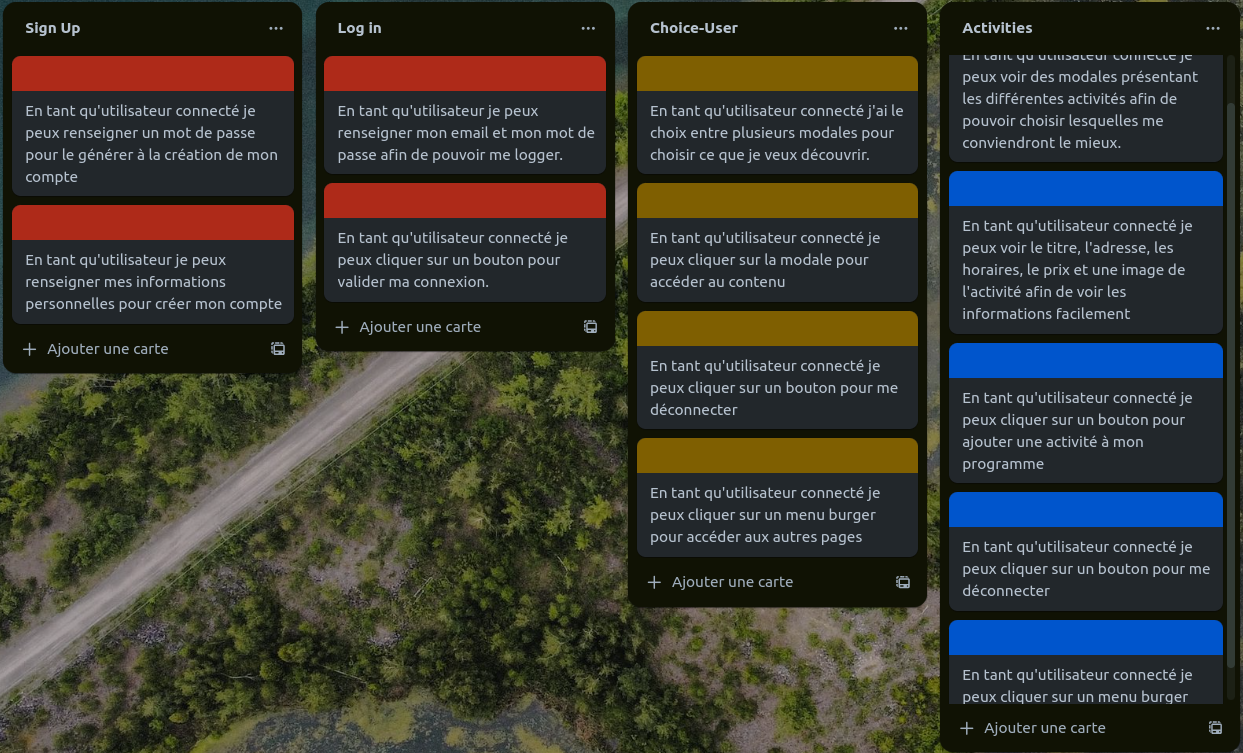 Sign Up
En tant qu'utilisateur connecté je
peux renseigner un mot de passe
pour le générer à la création de mon
compte
En tant qu'utilisateur je peux
renseigner mes informations
personnelles pour créer mon compte
Ajouter une carte
Log in
En tant qu'utilisateur je peux
renseigner mon email et mon mot de
passe afin de pouvoir me logger.
En tant qu'utilisateur connecté je
peux cliquer sur un bouton pour
valider ma connexion.
Ajouter une carte
Choice-User
En tant qu'utilisateur connecté j'ai le
choix entre plusieurs modales pour
choisir ce que je veux découvrir.
En tant qu'utilisateur connecté je
peux cliquer sur la modale pour
accéder au contenu
En tant qu'utilisateur connecté je
peux cliquer sur un bouton pour me
déconnecter
En tant qu'utilisateur connecté je
peux cliquer sur un menu burger
pour accéder aux autres pages
Ajouter une carte
Activities
En tant qu'utilisateur connecté je
peux voir des modales présentant
les différentes activités afin de
pouvoir choisir lesquelles me
conviendront le mieux.
En tant qu'utilisateur connecté je
peux voir le titre, l'adresse, les
horaires, le prix et une image de
l'activité afin de voir les
informations facilement
En tant qu'utilisateur connecté je
peux cliquer sur un bouton pour
ajouter une activité à mon
programme
En tant qu'utilisateur connecté je
peux cliquer sur un bouton pour me
déconnecter
En tant qu'utilisateur connecté je
peux cliquer sur un menu burger
Ajouter une carte